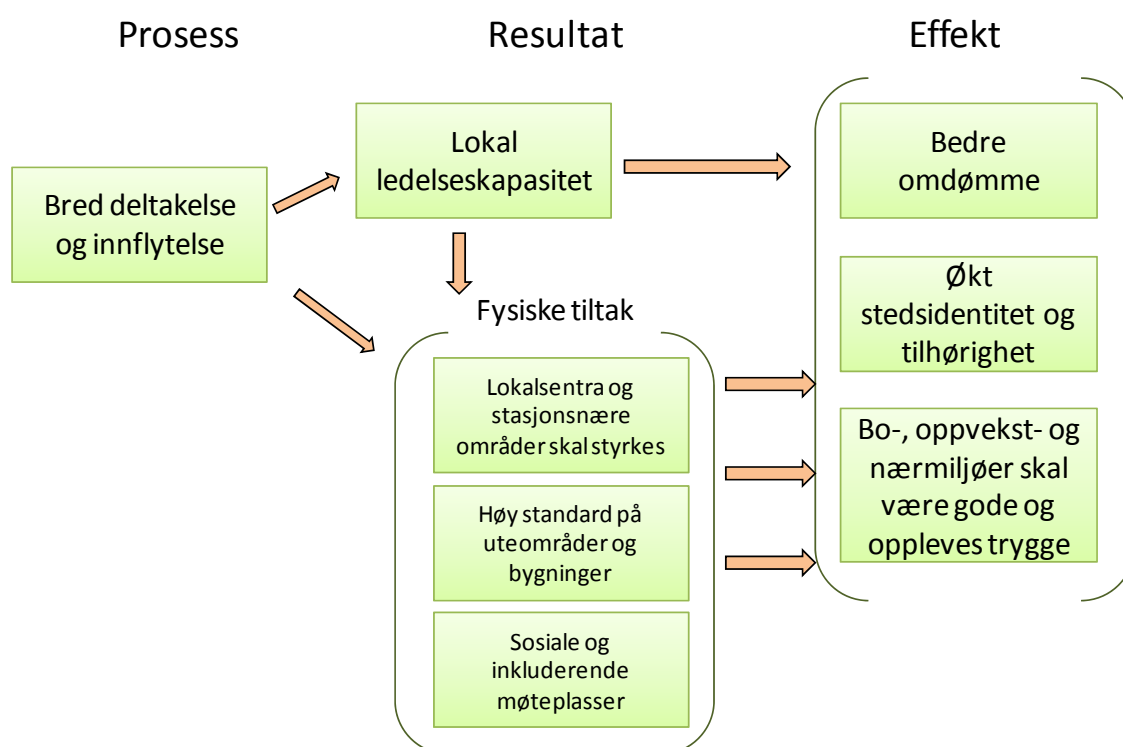 Prosess
Resultat
Effekt
Bred deltakelse
og innflytelse
Lokal
ledelseskapasitet
Fysiske tiltak
Lokalsentra og
stasjonsnære
områder skal styrkes
Høy standard på
uteområder og
bygninger
Sosiale og
inkluderende
møteplasser
Bedre
omdømme
Økt
stedsidentitet og
tilhørighet
Bo-, oppvekst- og
nærmiljøer skal
være gode og
oppleves trygge